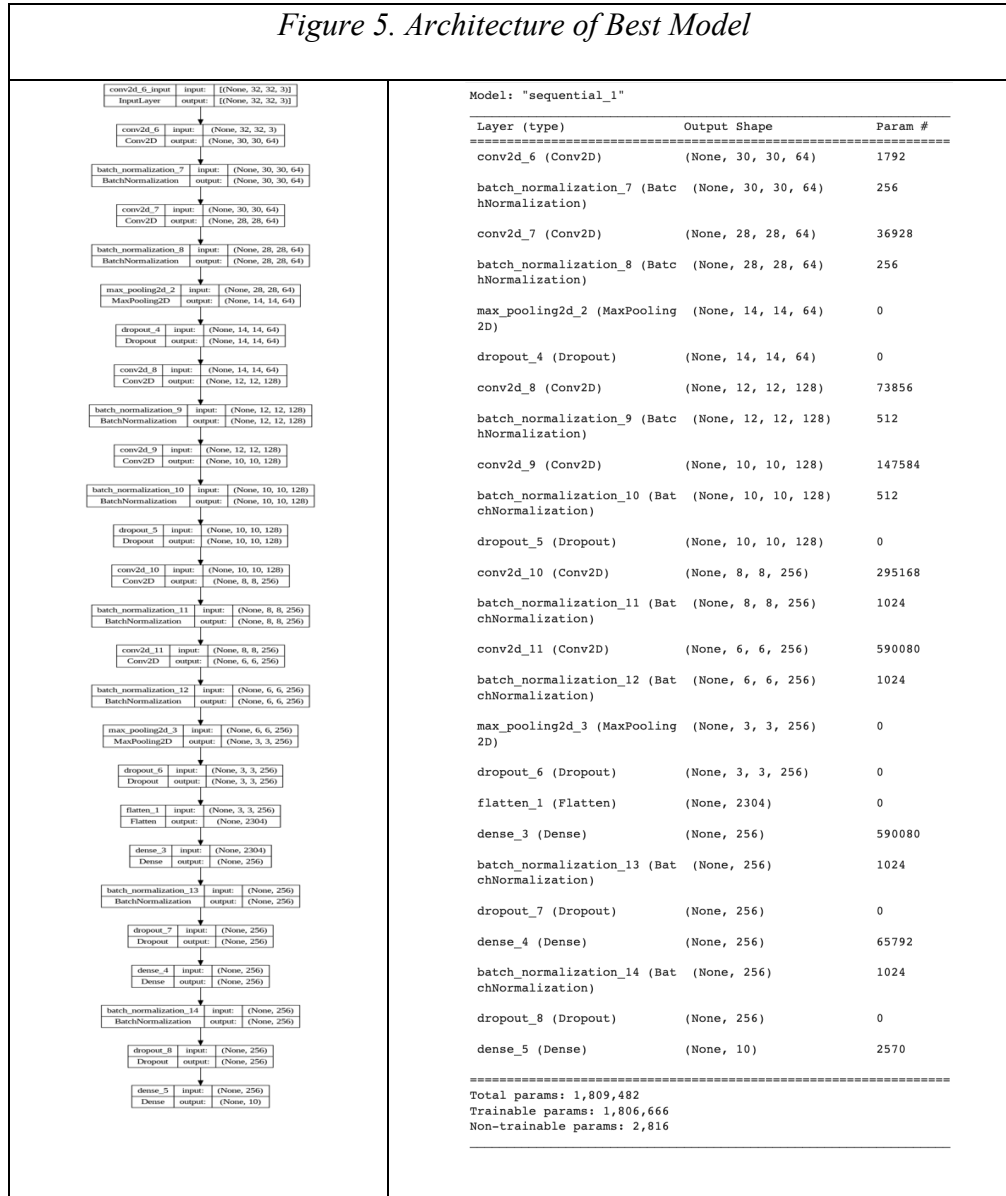 Figure 5. Architecture of Best Model
conv2d_6_input input: [(None, 32, 32, 3)]
InputLayer output: [(None, 32, 32, 3)]
conv2d_6 input: (None, 32, 32, 3)
Conv2D output: (None, 30, 30, 64)
batch_normalization_7 input: (None, 30, 30, 64)
BatchNormalization output: (None, 30, 30, 64)
conv2d_7 input: (None, 30, 30, 64)
Conv2D output: (None, 28, 28, 64)
batch_normalization_8 input: (None, 28, 28, 64)
BatchNormalization output: (None, 28, 28, 64)
max_pooling2d_2 input: (None, 28, 28, 64)
MaxPooling2D output: (None, 14, 14, 64)
dropout_4 input: (None, 14, 14, 64)
Dropout output: (None, 14, 14, 64)
conv2d_8 input: (None, 14, 14, 64)
Conv2D output: (None, 12, 12, 128)
batch_normalization_9 input: (None, 12, 12, 128)
BatchNormalization output: (None, 12, 12, 128)
conv2d_9 input: (None, 12, 12, 128)
Conv2D output: (None, 10, 10, 128)
batch_normalization_10 input: (None, 10, 10, 128)
BatchNormalization output: (None, 10, 10, 128)
dropout_5 input: (None, 10, 10, 128)
Dropout output: (None, 10, 10, 128)
conv2d_10 input: (None, 10, 10, 128)
Conv2D output: (None, 8, 8, 256)
batch_normalization_11 input: (None, 8, 8, 256)
BatchNormalization output: (None, 8, 8, 256)
conv2d_11 input: (None, 8, 8, 256)
Conv2D output: (None, 6, 6, 256)
batch_normalization_12 input: (None, 6, 6, 256)
BatchNormalization output: (None, 6, 6, 256)
max_pooling2d_3 input: (None, 6, 6, 256)
MaxPooling2D output: (None, 3, 3, 256)
dropout_6 input: (None, 3, 3, 256)
Dropout output: (None, 3, 3, 256)
flatten_1 input: (None, 3, 3, 256)
Flatten output: (None, 2304)
dense_3 input: (None, 2304)
Dense output: (None, 256)
batch_normalization_13 input: (None, 256)
BatchNormalization output: (None, 256)
dropout_7 input: (None, 256)
Dropout output: (None, 256)
dense_4 input: (None, 256)
Dense output: (None, 256)
batch_normalization_14 input: (None, 256)
BatchNormalization output: (None, 256)
dropout_8 input: (None, 256)
Dropout output: (None, 256)
dense_5 input: (None, 256)
Dense output: (None, 10)
Model: "sequential_1"
Layer (type) Output Shape Param #
conv2d_6 (Conv2D) (None, 30, 30, 64) 1792
batch_normalization_7 (Batc (None, 30, 30, 64) 256
hNormalization)
conv2d_7 (Conv2D) (None, 28, 28, 64) 36928
batch_normalization_8 (Batc (None, 28, 28, 64) 256
hNormalization)
max_pooling2d_2 (MaxPooling (None, 14, 14, 64) 0
2D)
dropout_4 (Dropout) (None, 14, 14, 64) 0
conv2d_8 (Conv2D) (None, 12, 12, 128) 73856
batch_normalization_9 (Batc (None, 12, 12, 128) 512
hNormalization)
conv2d_9 (Conv2D) (None, 10, 10, 128) 147584
batch_normalization_10 (Bat (None, 10, 10, 128) 512
chNormalization)
dropout_5 (Dropout) (None, 10, 10, 128) 0
conv2d_10 (Conv2D) (None, 8, 8, 256) 295168
batch_normalization_11 (Bat (None, 8, 8, 256) 1024
chNormalization)
conv2d_11 (Conv2D) (None, 6, 6, 256) 590080
batch_normalization_12 (Bat (None, 6, 6, 256) 1024
chNormalization)
max_pooling2d_3 (MaxPooling (None, 3, 3, 256) 0
2D)
dropout_6 (Dropout) (None, 3, 3, 256) 0
flatten_1 (Flatten) (None, 2304) 0
dense_3 (Dense) (None, 256) 590080
batch_normalization_13 (Bat (None, 256) 1024
chNormalization)
dropout_7 (Dropout) (None, 256) 0
dense_4 (Dense) (None, 256) 65792
batch_normalization_14 (Bat (None, 256) 1024
chNormalization)
dropout_8 (Dropout) (None, 256) 0
dense_5 (Dense) (None, 10) 2570
Total params: 1,809,482
Trainable params: 1,806,666
Non-trainable params: 2,816